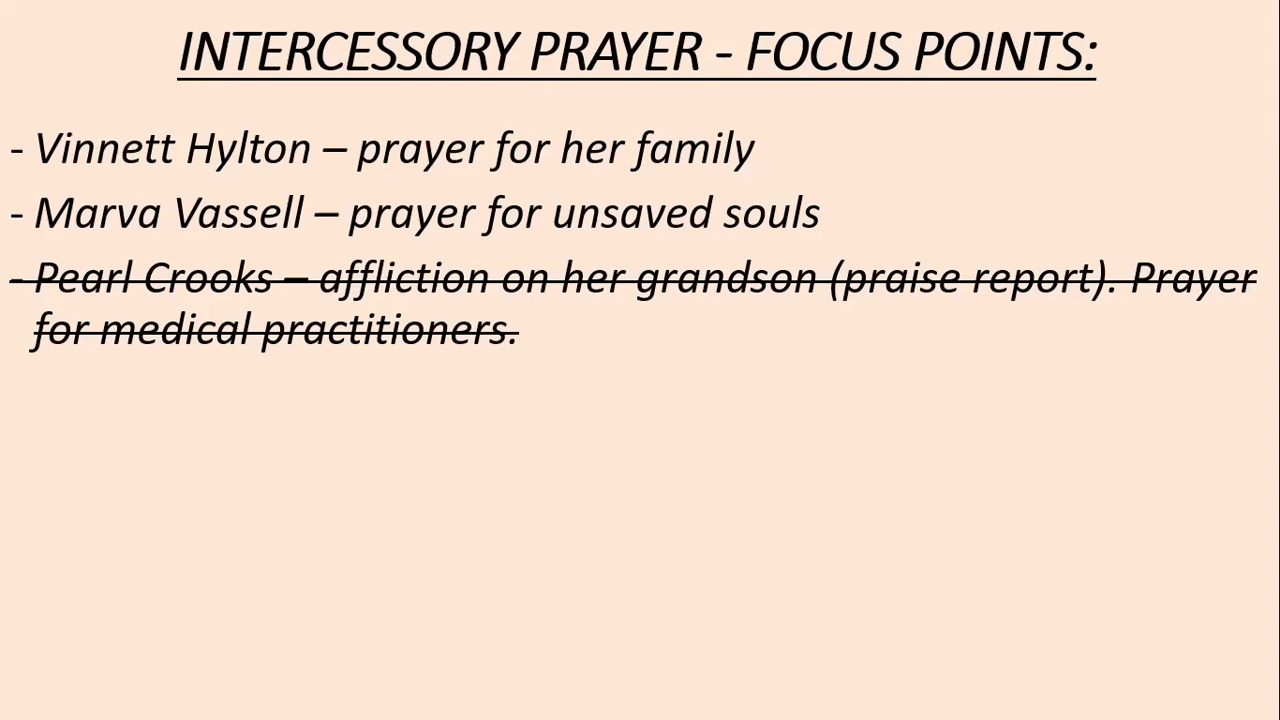 INTERCESSORY PRAYER - FOCUS POINTS:
- Vinnett Hylton – prayer for her family
- Marva Vassell – prayer for unsaved souls
- Pearl Crooks – affliction on her grandson (praise report). Prayer
for medical practitioners.